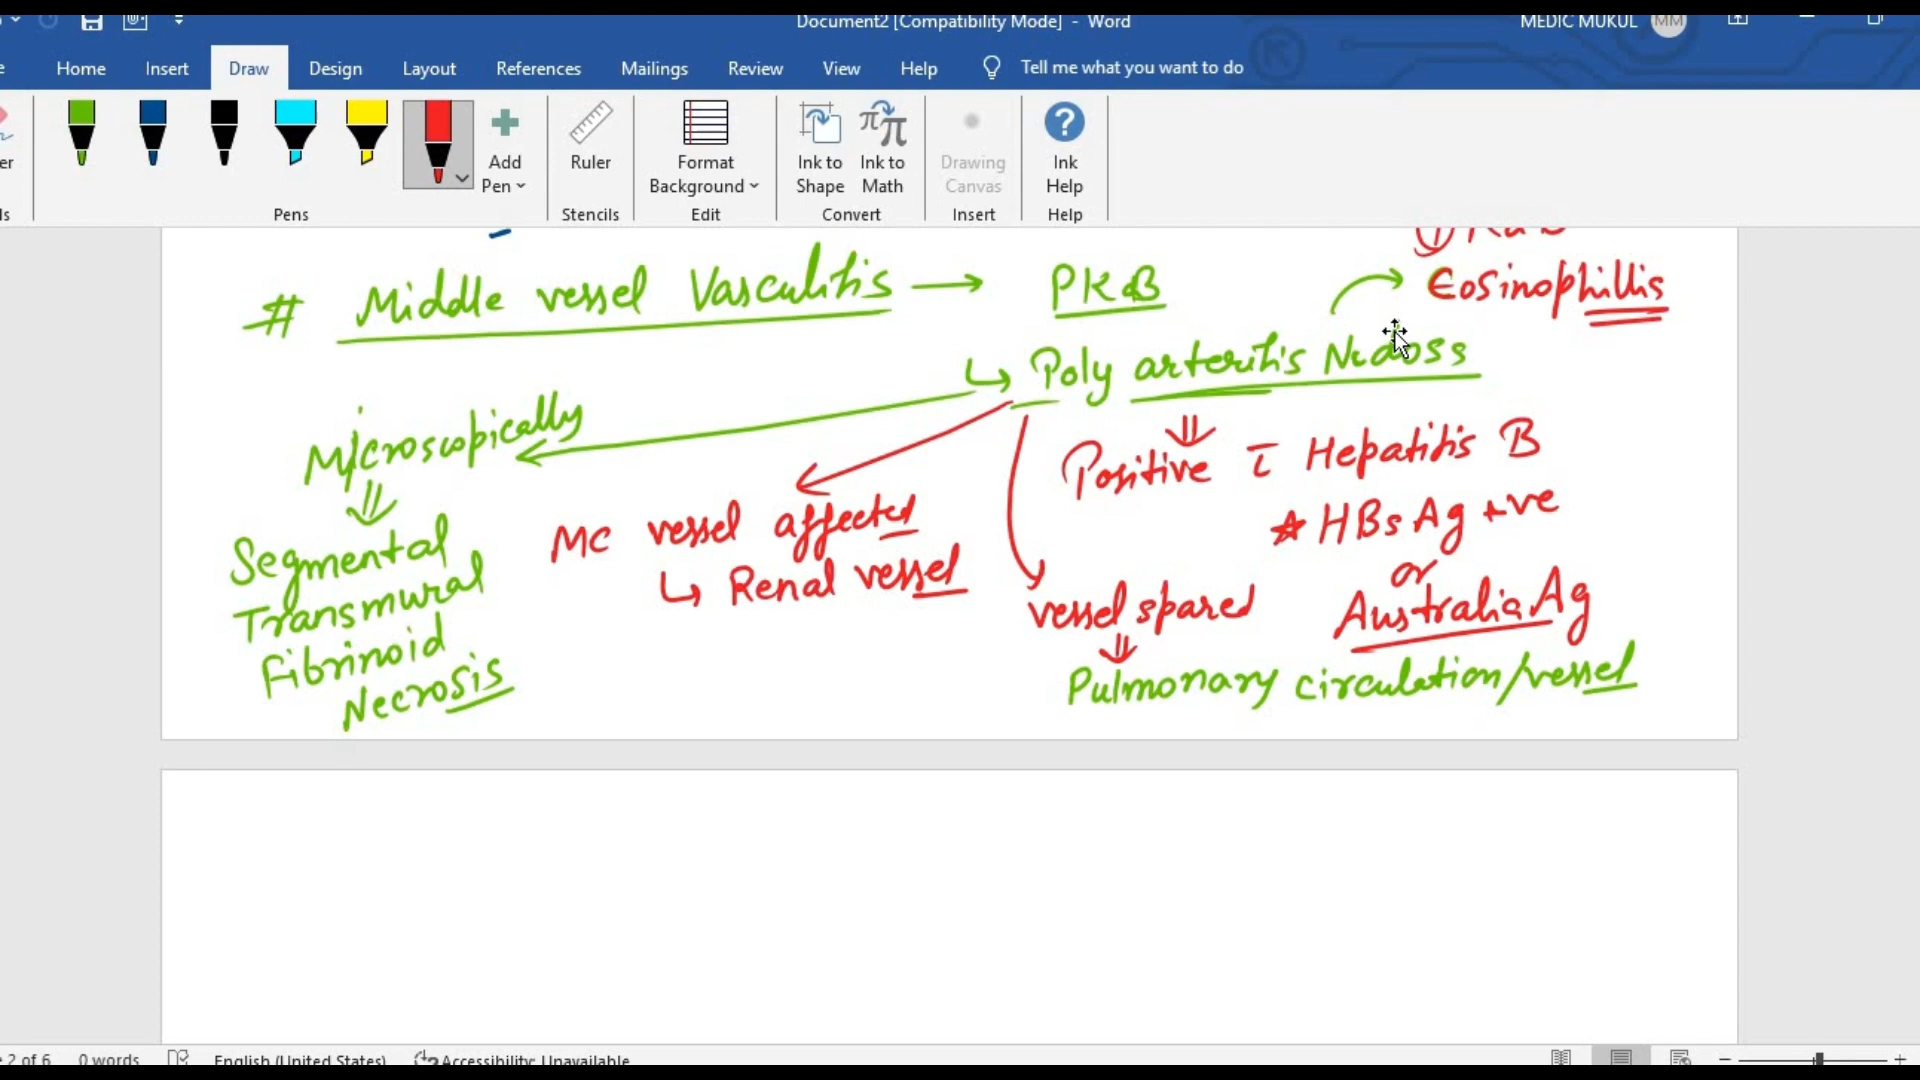 Document2 [Compatibility Mode] - Word
MEDIC MUKUL
MM
Home Insert Draw Design Layout References Mailings Review View Help Tell me what you want to do
Add Pen
Ruler
Format Background
Ink to Shape
Ink to Math
Drawing Canvas
Ink Help
Pens Stencils Edit Convert Insert Help
# Middle vessel Vasculitis → PKB
Eosinophillis
↳ Poly arteritis Nodoss
Microscopically
⇓
Segmental
Transmural
Fibrinoid
Necrosis
MC vessel affected
↳ Renal vessel
⇓
Positive c̄ Hepatitis B
* HBsAg +ve
or
Australia Ag
vessel spared
⇓
Pulmonary circulation/vessel
2 of 6 0 words English (United States) Accessibility: Unavailable